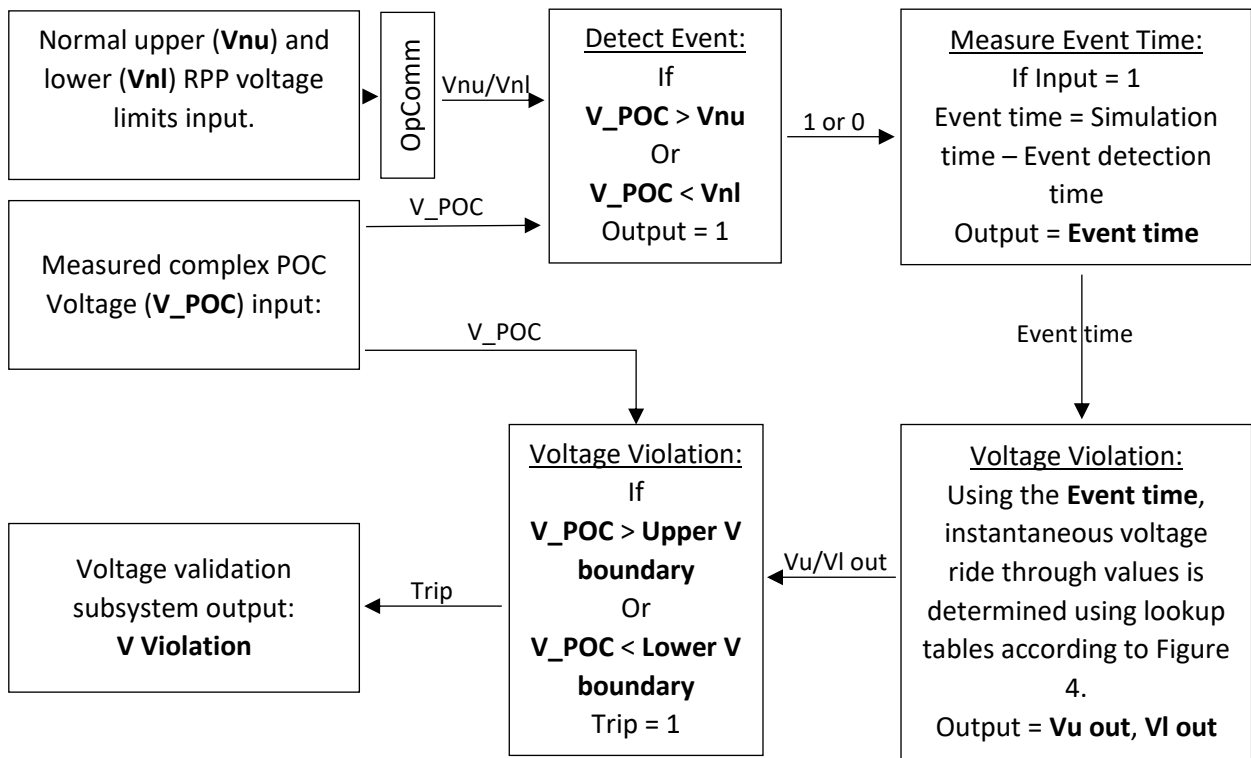 Normal upper (Vnu) and
lower (Vnl) RPP voltage
limits input.
OpComm
Vnu/Vnl
Detect Event:
If
V_POC > Vnu
Or
V_POC < Vnl
Output = 1
1 or 0
Measure Event Time:
If Input = 1
Event time = Simulation
time – Event detection
time
Output = Event time
Measured complex POC
Voltage (V_POC) input:
V_POC
V_POC
Event time
Voltage Violation:
Using the Event time,
instantaneous voltage
ride through values is
determined using lookup
tables according to Figure
4.
Output = Vu out, Vl out
Vu/Vl out
Voltage Violation:
If
V_POC > Upper V
boundary
Or
V_POC < Lower V
boundary
Trip = 1
Trip
Voltage validation
subsystem output:
V Violation